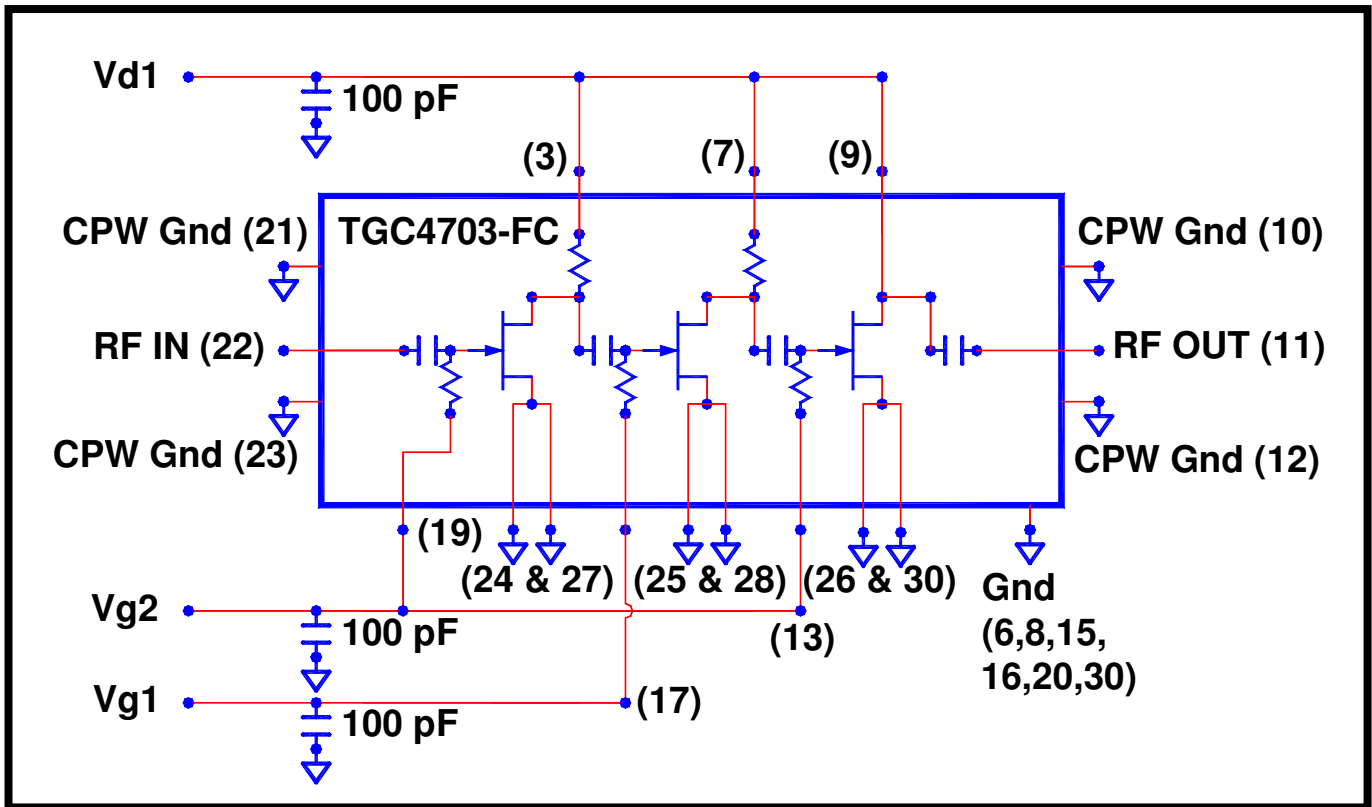 Vd1
100 pF
(3)
(7)
(9)
CPW Gnd (21)
TGC4703-FC
CPW Gnd (10)
RF IN (22)
RF OUT (11)
CPW Gnd (23)
CPW Gnd (12)
(19)
(24 & 27)
(25 & 28)
(26 & 30)
Gnd
(6,8,15,
16,20,30)
Vg2
100 pF
(13)
Vg1
100 pF
(17)